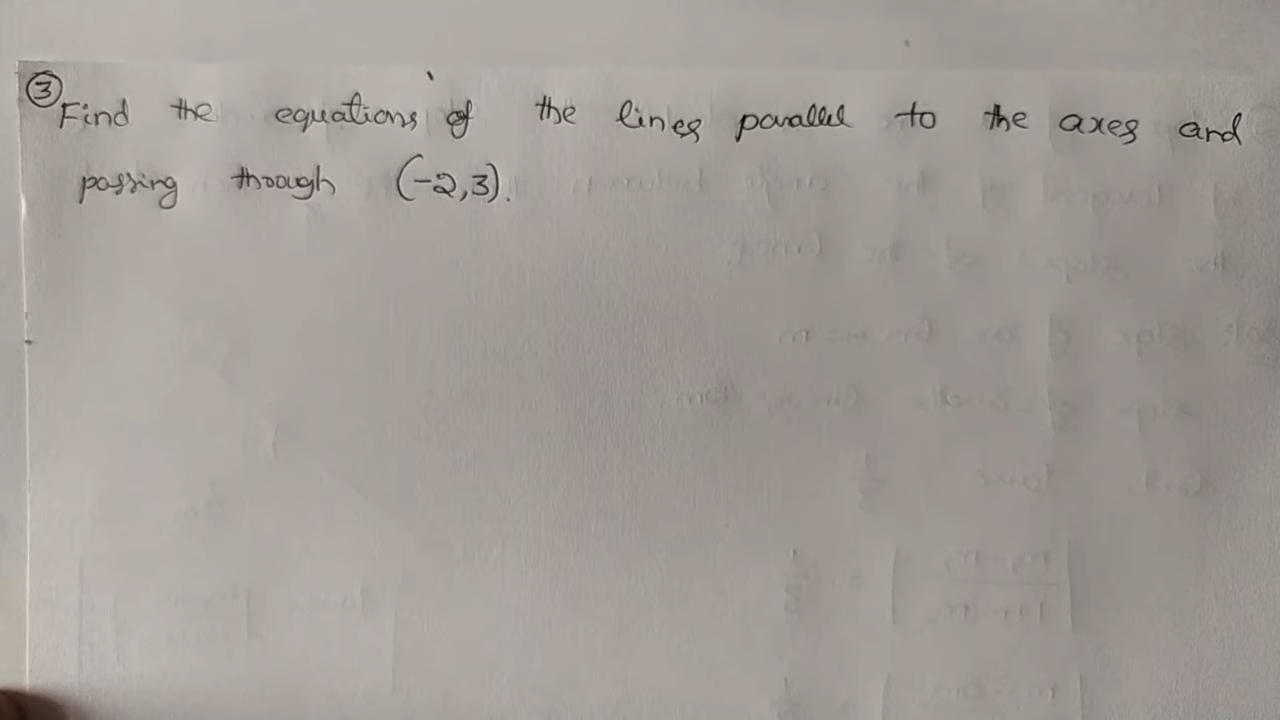 ③ Find the equations of the lines parallel to the axes and
passing through (-2,3).